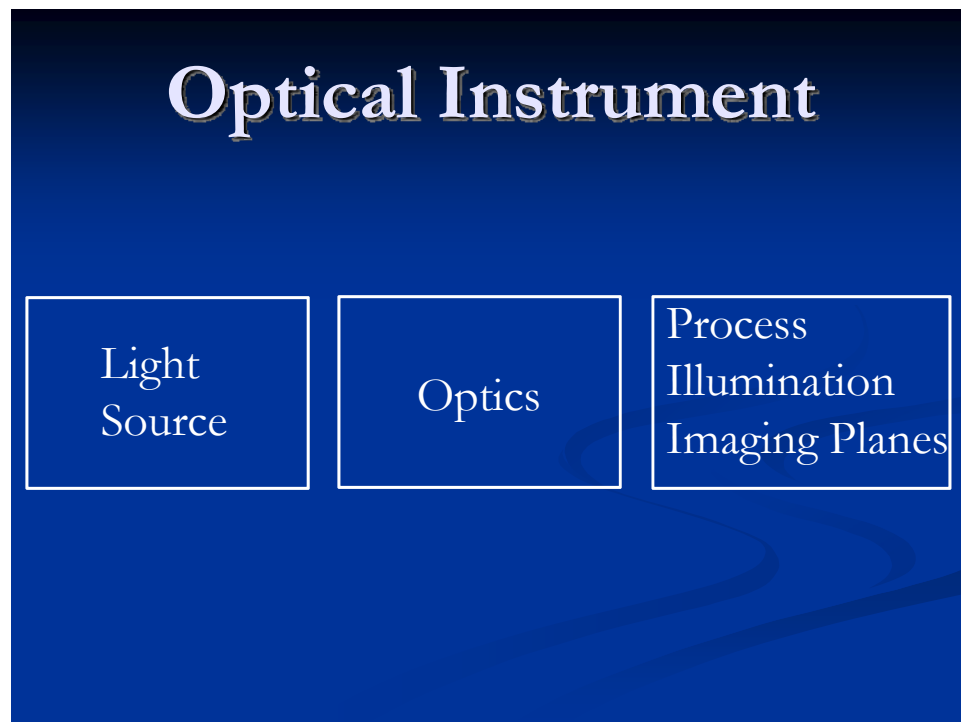 Optical Instrument
Light
Source
Optics
Process
Illumination
Imaging Planes